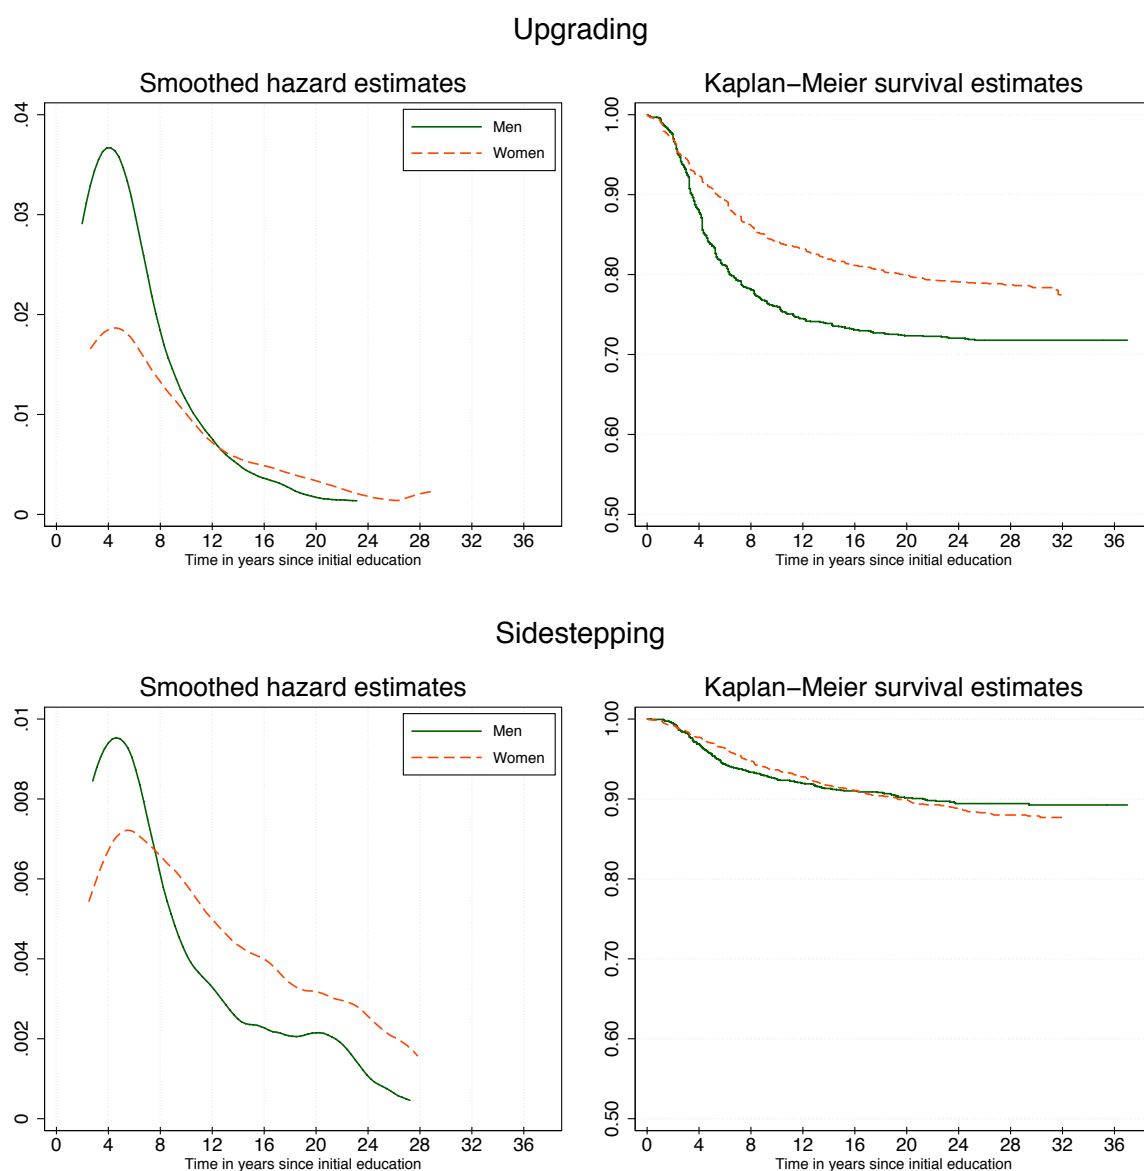 Upgrading
Smoothed hazard estimates
.04
.03
.02
.01
0
Men
Women
0 4 8 12 16 20 24 28 32 36
Time in years since initial education
Kaplan−Meier survival estimates
1.00
0.90
0.80
0.70
0.60
0.50
0 4 8 12 16 20 24 28 32 36
Time in years since initial education
Sidestepping
Smoothed hazard estimates
.01
.008
.006
.004
.002
0
Men
Women
0 4 8 12 16 20 24 28 32 36
Time in years since initial education
Kaplan−Meier survival estimates
1.00
0.90
0.80
0.70
0.60
0.50
0 4 8 12 16 20 24 28 32 36
Time in years since initial education